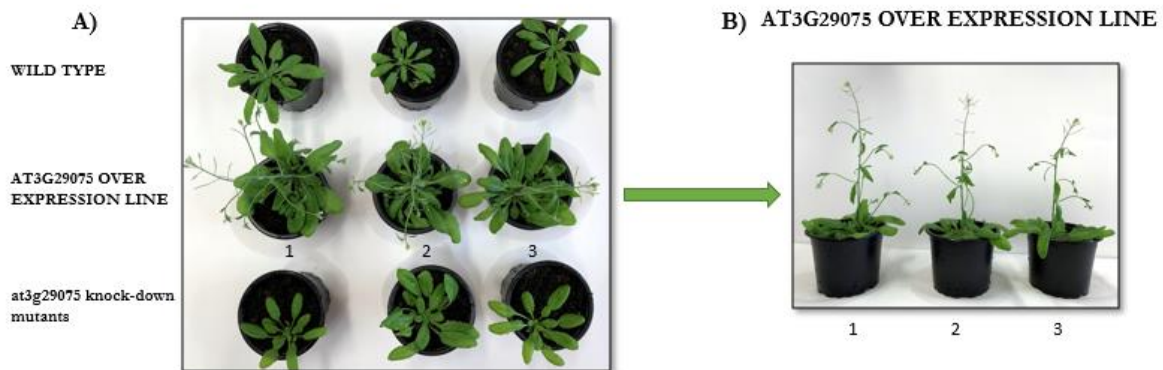 A)
WILD TYPE
AT3G29075 OVER
EXPRESSION LINE
1 2 3
at3g29075 knock-down
mutants
B) AT3G29075 OVER EXPRESSION LINE
1 2 3